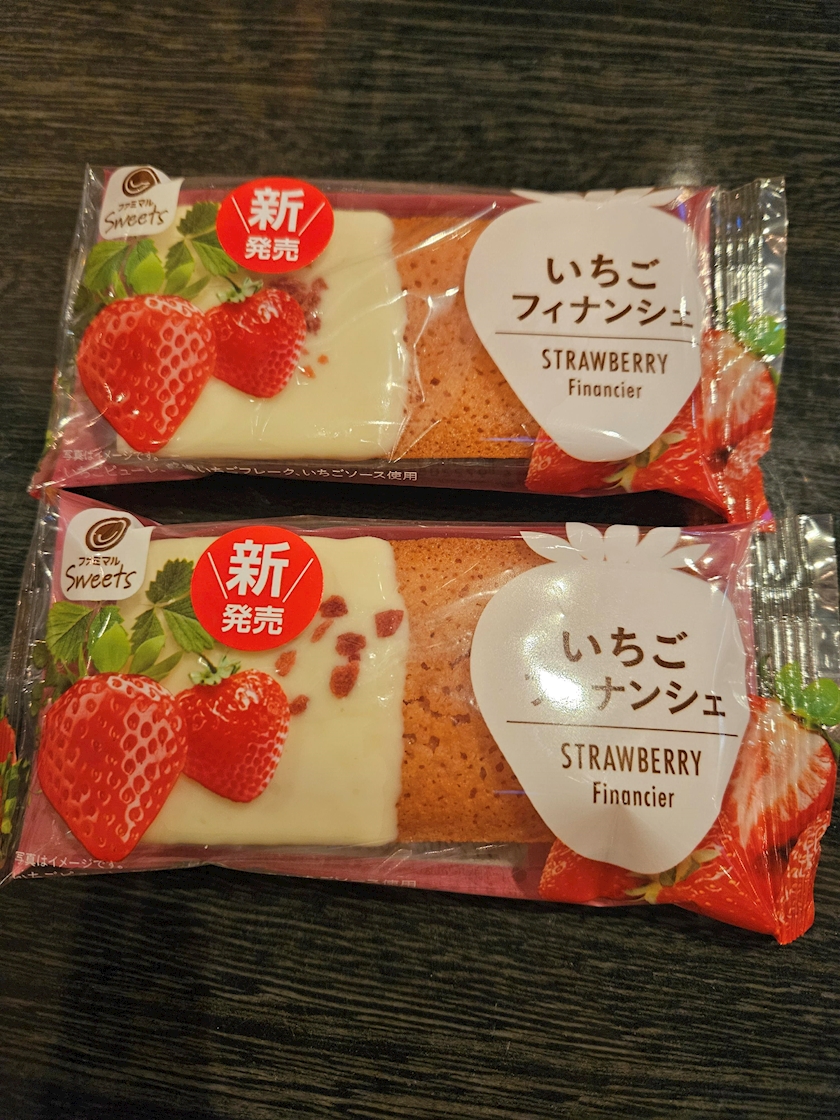 ファミマル
Sweets
新
発売
いちご
フィナンシェ
STRAWBERRY
Financier
写真はイメージです。
いちごフレーク、いちごソース使用
ファミマル
Sweets
新
発売
いちご
ナンシェ
STRAWBERRY
Financier
写真はイメージです。
使用